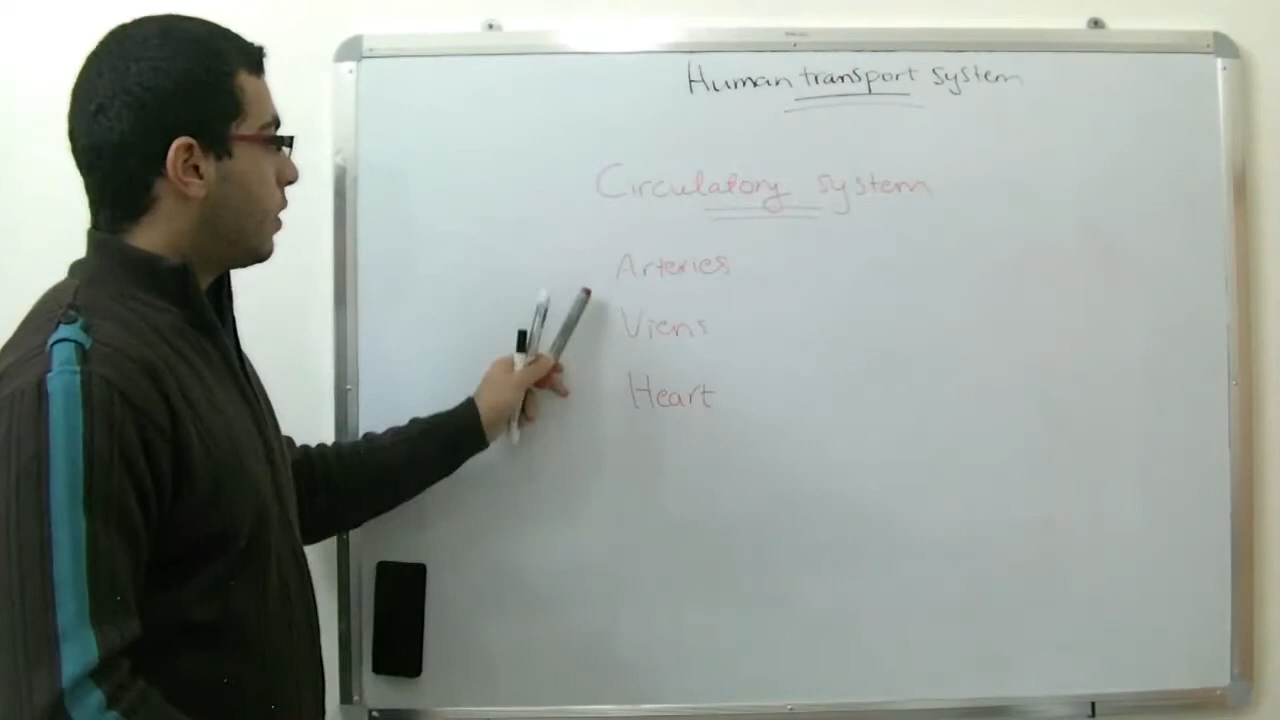 Human transport system
Circulatory system
Arteries
Viens
Heart